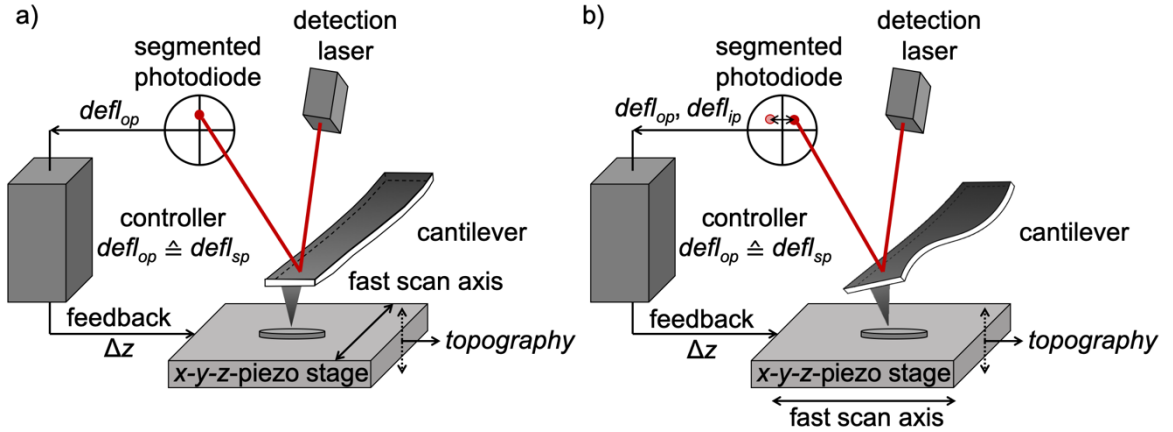 a)
detection
laser
segmented
photodiode
defl_op
controller
defl_op ≙ defl_sp
cantilever
fast scan axis
feedback
Δz
topography
x-y-z-piezo stage
b)
detection
laser
segmented
photodiode
defl_op, defl_ip
controller
defl_op ≙ defl_sp
cantilever
feedback
Δz
topography
x-y-z-piezo stage
fast scan axis